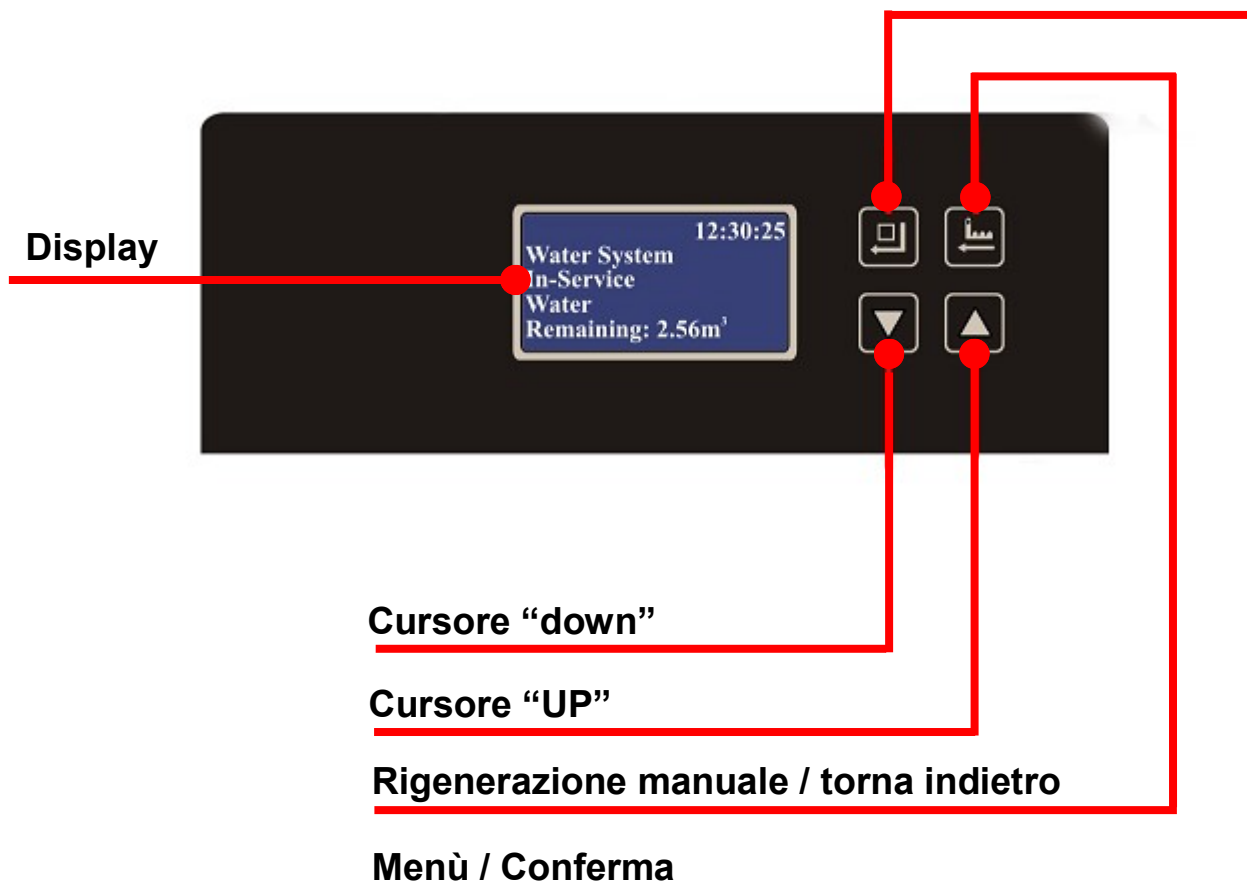 12:30:25
Water System
In-Service
Water
Remaining: 2.56m³
Display
Cursore “down”
Cursore “UP”
Rigenerazione manuale / torna indietro
Menù / Conferma